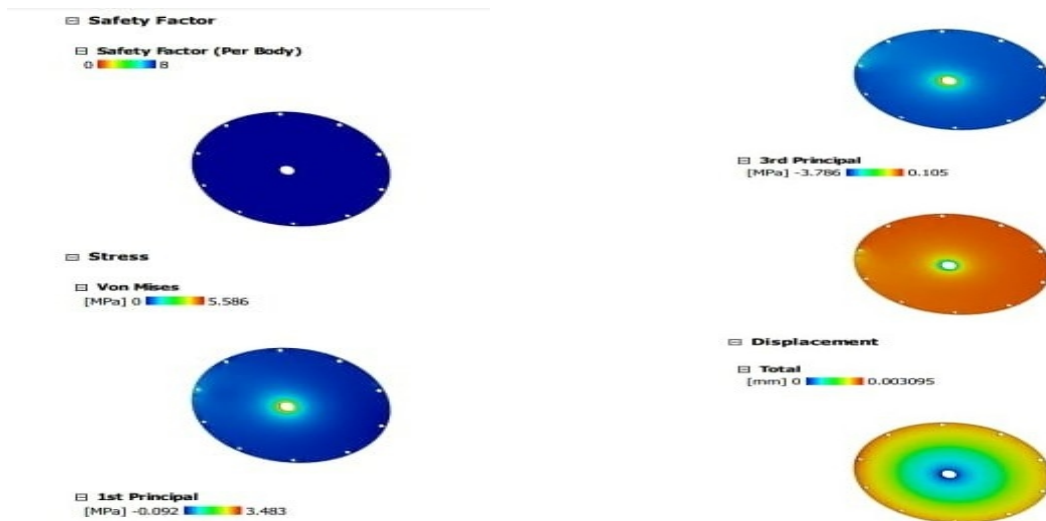 Safety Factor
Safety Factor (Per Body)
0 8
Stress
Von Mises
[MPa] 0 5.586
1st Principal
[MPa] -0.092 3.483
3rd Principal
[MPa] -3.786 0.105
Displacement
Total
[mm] 0 0.003095